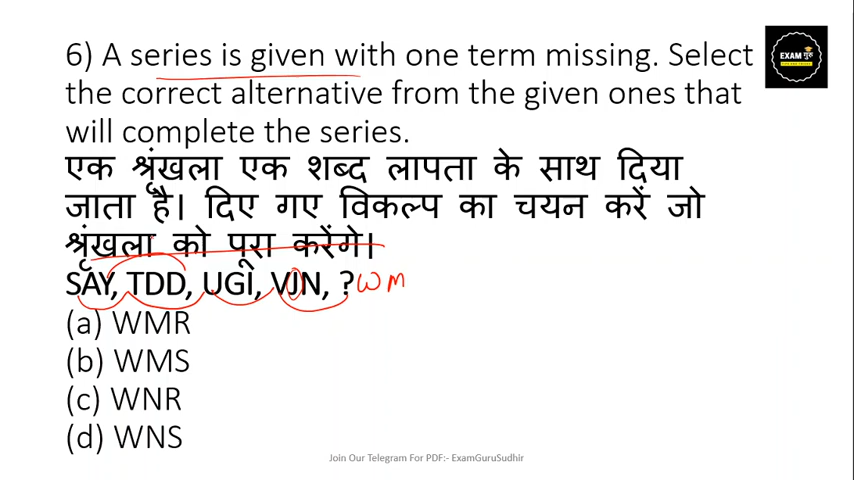 6) A series is given with one term missing. Select
the correct alternative from the given ones that
will complete the series.
एक श्रृंखला एक शब्द लापता के साथ दिया
जाता है। दिए गए विकल्प का चयन करें जो
श्रृंखला को पूरा करेंगे।
SAY, TDD, UGI, VJN, ? WM
(a) WMR
(b) WMS
(c) WNR
(d) WNS
EXAM गुरु
Join Our Telegram For PDF:- ExamGuruSudhir